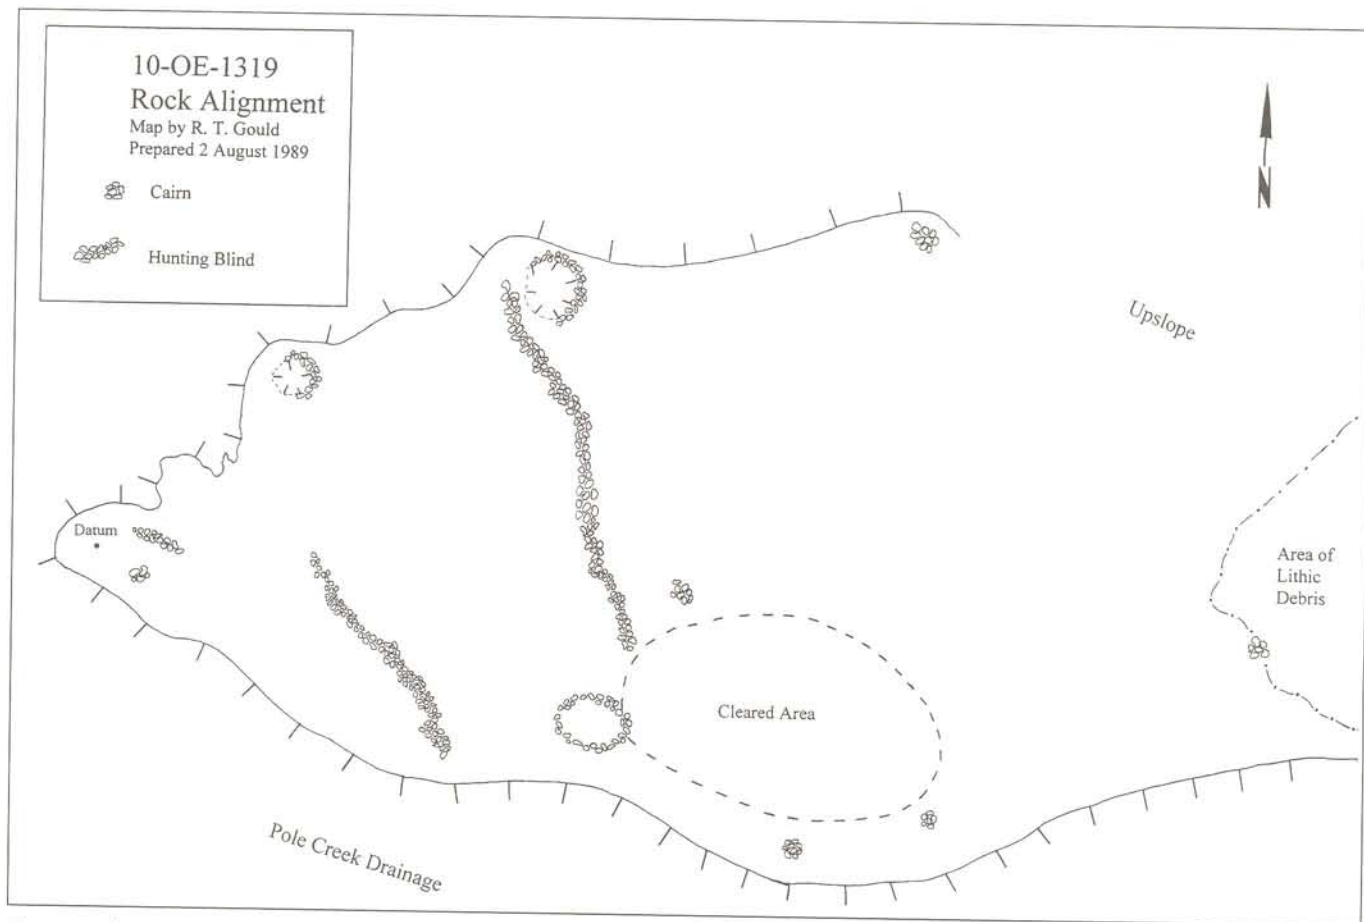 10-OE-1319
Rock Alignment
Map by R. T. Gould
Prepared 2 August 1989
Cairn
Hunting Blind
N
Upslope
Datum
Area of
Lithic
Debris
Cleared Area
Pole Creek Drainage